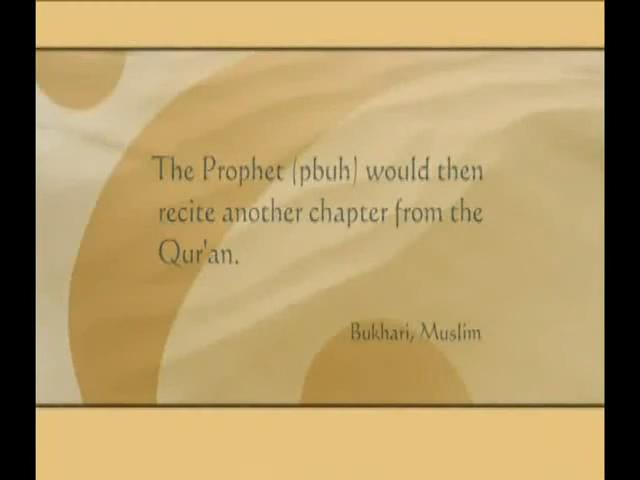 The Prophet (pbuh) would then
recite another chapter from the
Qur'an.
Bukhari, Muslim